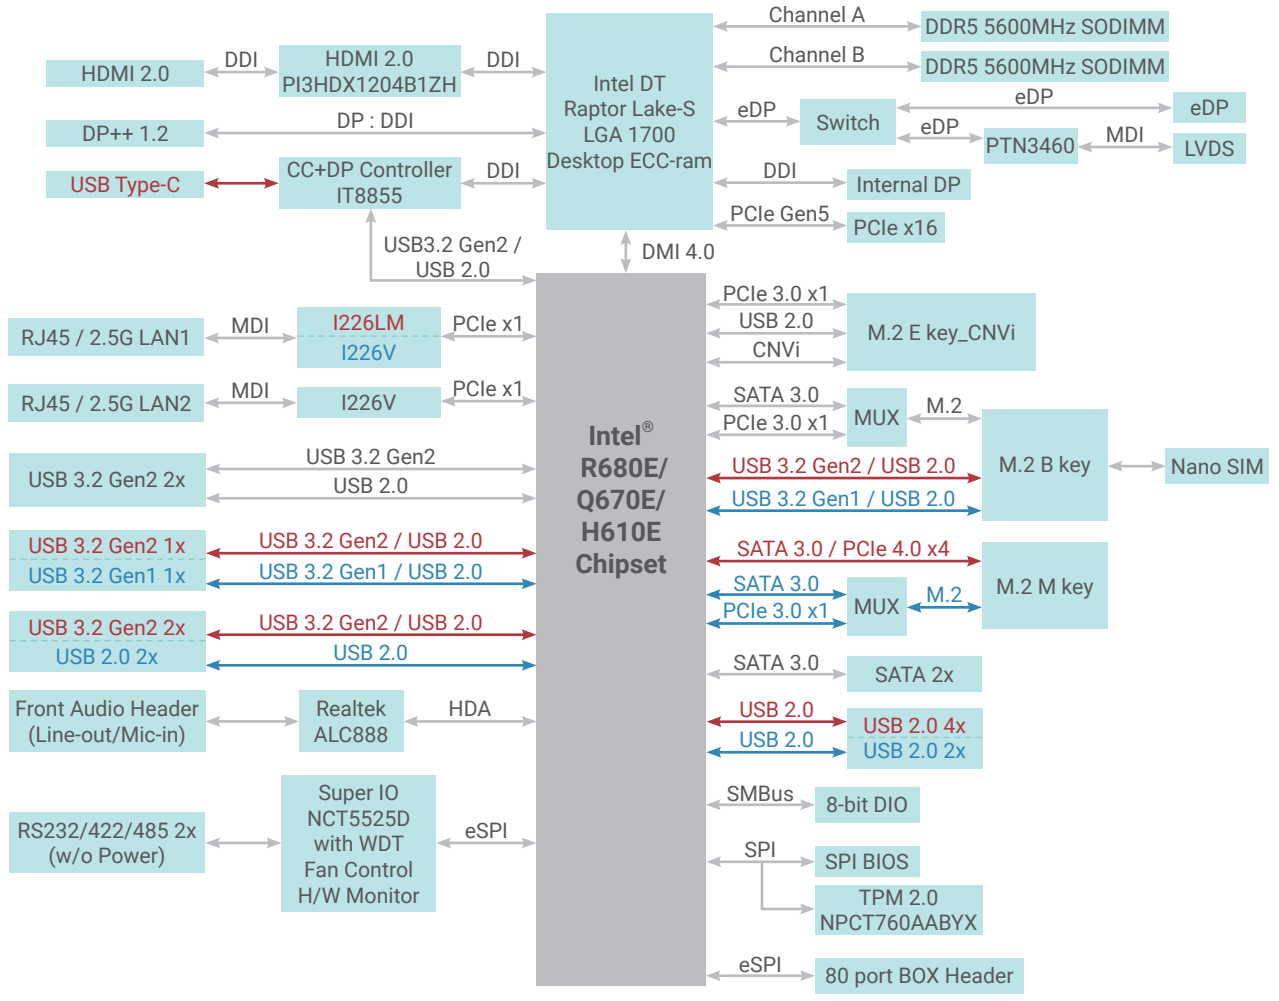 Channel A
DDR5 5600MHz SODIMM
Channel B
DDR5 5600MHz SODIMM
HDMI 2.0
DDI
HDMI 2.0
PI3HDX1204B1ZH
DDI
Intel DT
Raptor Lake-S
LGA 1700
Desktop ECC-ram
eDP
Switch
eDP
eDP
eDP
PTN3460
MDI
LVDS
DP++ 1.2
DP : DDI
USB Type-C
CC+DP Controller
IT8855
DDI
DDI
Internal DP
PCIe Gen5
PCIe x16
USB3.2 Gen2 /
USB 2.0
DMI 4.0
Intel®
R680E/
Q670E/
H610E
Chipset
RJ45 / 2.5G LAN1
MDI
I226LM
I226V
PCIe x1
RJ45 / 2.5G LAN2
MDI
I226V
PCIe x1
USB 3.2 Gen2 2x
USB 3.2 Gen2
USB 2.0
USB 3.2 Gen2 1x
USB 3.2 Gen1 1x
USB 3.2 Gen2 / USB 2.0
USB 3.2 Gen1 / USB 2.0
USB 3.2 Gen2 2x
USB 2.0 2x
USB 3.2 Gen2 / USB 2.0
USB 2.0
Front Audio Header
(Line-out/Mic-in)
Realtek
ALC888
HDA
RS232/422/485 2x
(w/o Power)
Super IO
NCT5525D
with WDT
Fan Control
H/W Monitor
eSPI
PCIe 3.0 x1
USB 2.0
CNVi
M.2 E key_CNVi
SATA 3.0
PCIe 3.0 x1
MUX
M.2
USB 3.2 Gen2 / USB 2.0
USB 3.2 Gen1 / USB 2.0
M.2 B key
Nano SIM
SATA 3.0 / PCIe 4.0 x4
SATA 3.0
PCIe 3.0 x1
MUX
M.2
M.2 M key
SATA 3.0
SATA 2x
USB 2.0
USB 2.0
USB 2.0 4x
USB 2.0 2x
SMBus
8-bit DIO
SPI
SPI BIOS
TPM 2.0
NPCT760AABYX
eSPI
80 port BOX Header